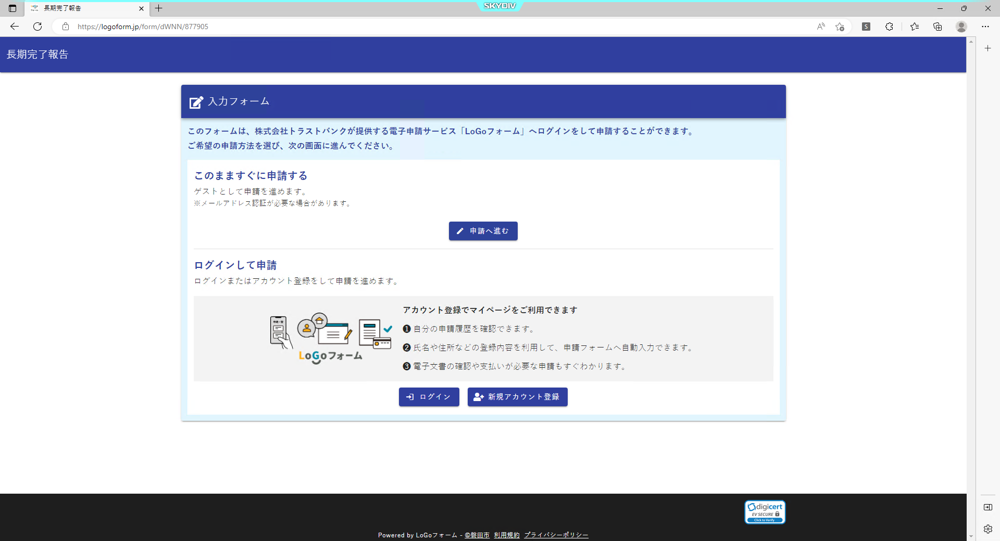 SKYDIV
長期完了報告
https://logoform.jp/form/dWNN/877905
長期完了報告
入力フォーム
このフォームは、株式会社トラストバンクが提供する電子申請サービス「LoGoフォーム」へログインをして申請することができます。
ご希望の申請方法を選び、次の画面に進んでください。
このまますぐに申請する
ゲストとして申請を進めます。
※メールアドレス認証が必要な場合があります。
申請へ進む
ログインして申請
ログインまたはアカウント登録をして申請を進めます。
申請一覧
LoGoフォーム
アカウント登録でマイページをご利用できます
❶ 自分の申請履歴を確認できます。
❷ 氏名や住所などの登録内容を利用して、申請フォームへ自動入力できます。
❸ 電子文書の確認や支払いが必要な申請もすぐわかります。
ログイン
新規アカウント登録
digicert
EV SECURE
Click to Verify
Powered by LoGoフォーム - ©磐田市 利用規約 プライバシーポリシー